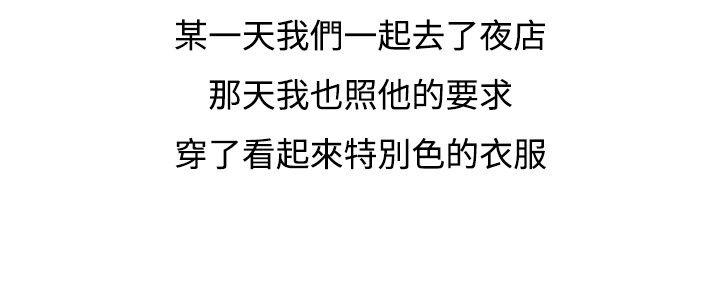 某一天我們一起去了夜店
那天我也照他的要求
穿了看起來特別色的衣服